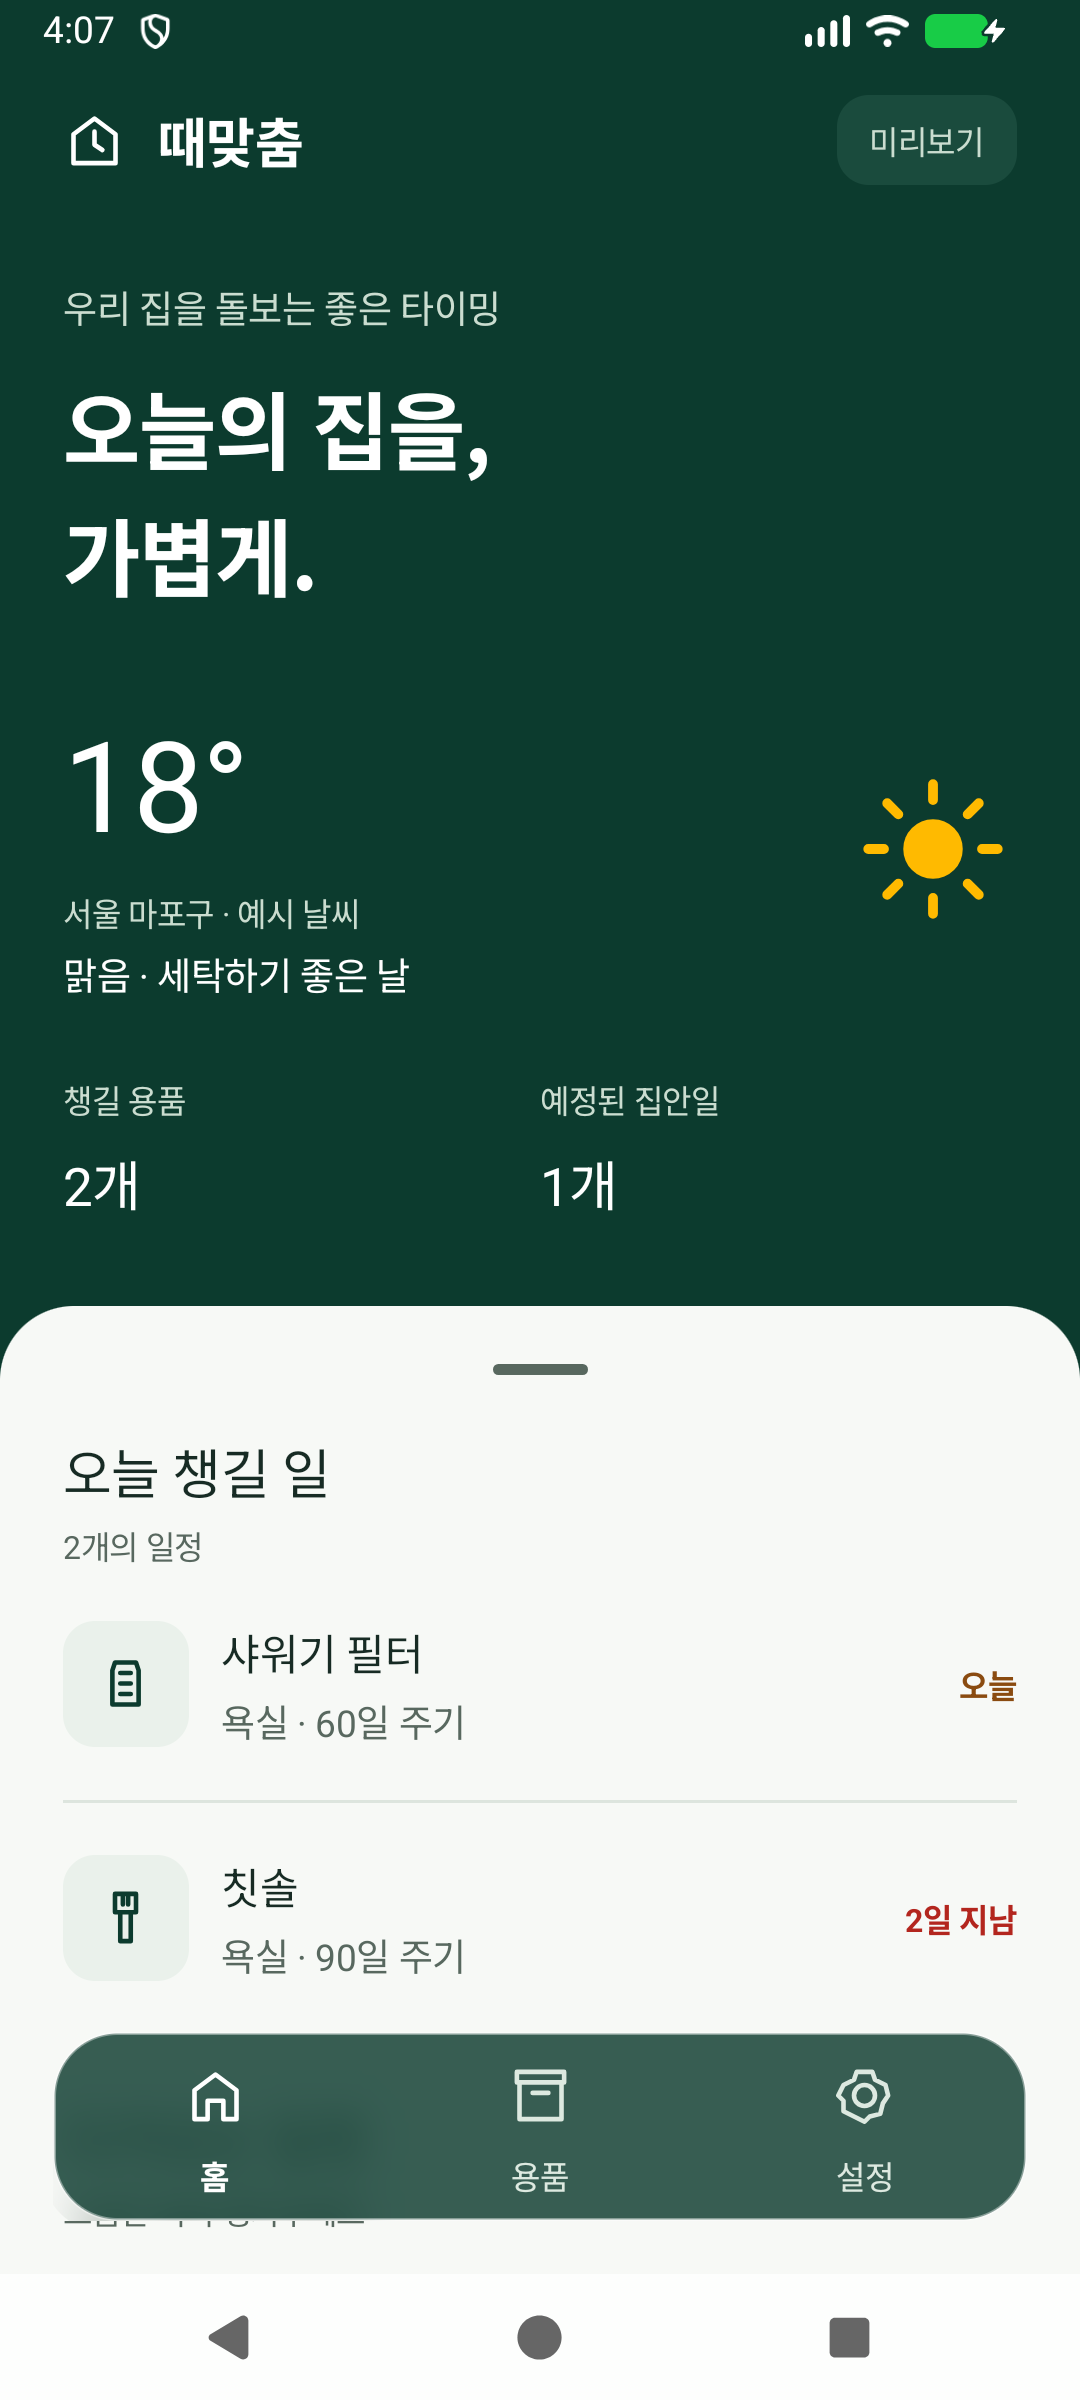 4:07
때맞춤
미리보기
우리 집을 돌보는 좋은 타이밍
오늘의 집을,
가볍게.
18°
서울 마포구 · 예시 날씨
맑음 · 세탁하기 좋은 날
챙길 용품
예정된 집안일
2개
1개
오늘 챙길 일
2개의 일정
샤워기 필터
욕실 · 60일 주기
오늘
칫솔
욕실 · 90일 주기
2일 지남
홈
용품
설정